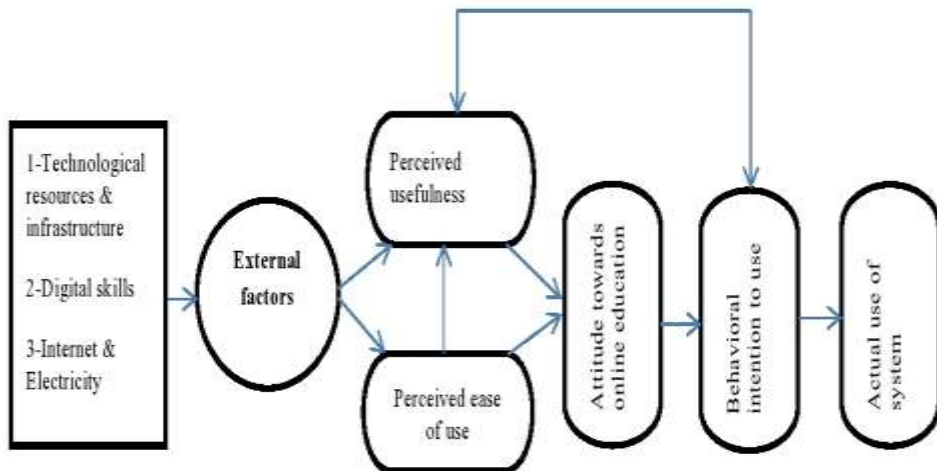 1-Technological
resources &
infrastructure
2-Digital skills
3-Internet &
Electricity
External
factors
Perceived
usefulness
Perceived ease
of use
Attitude towards
online education
Behavioral
intention to use
Actual use of
system